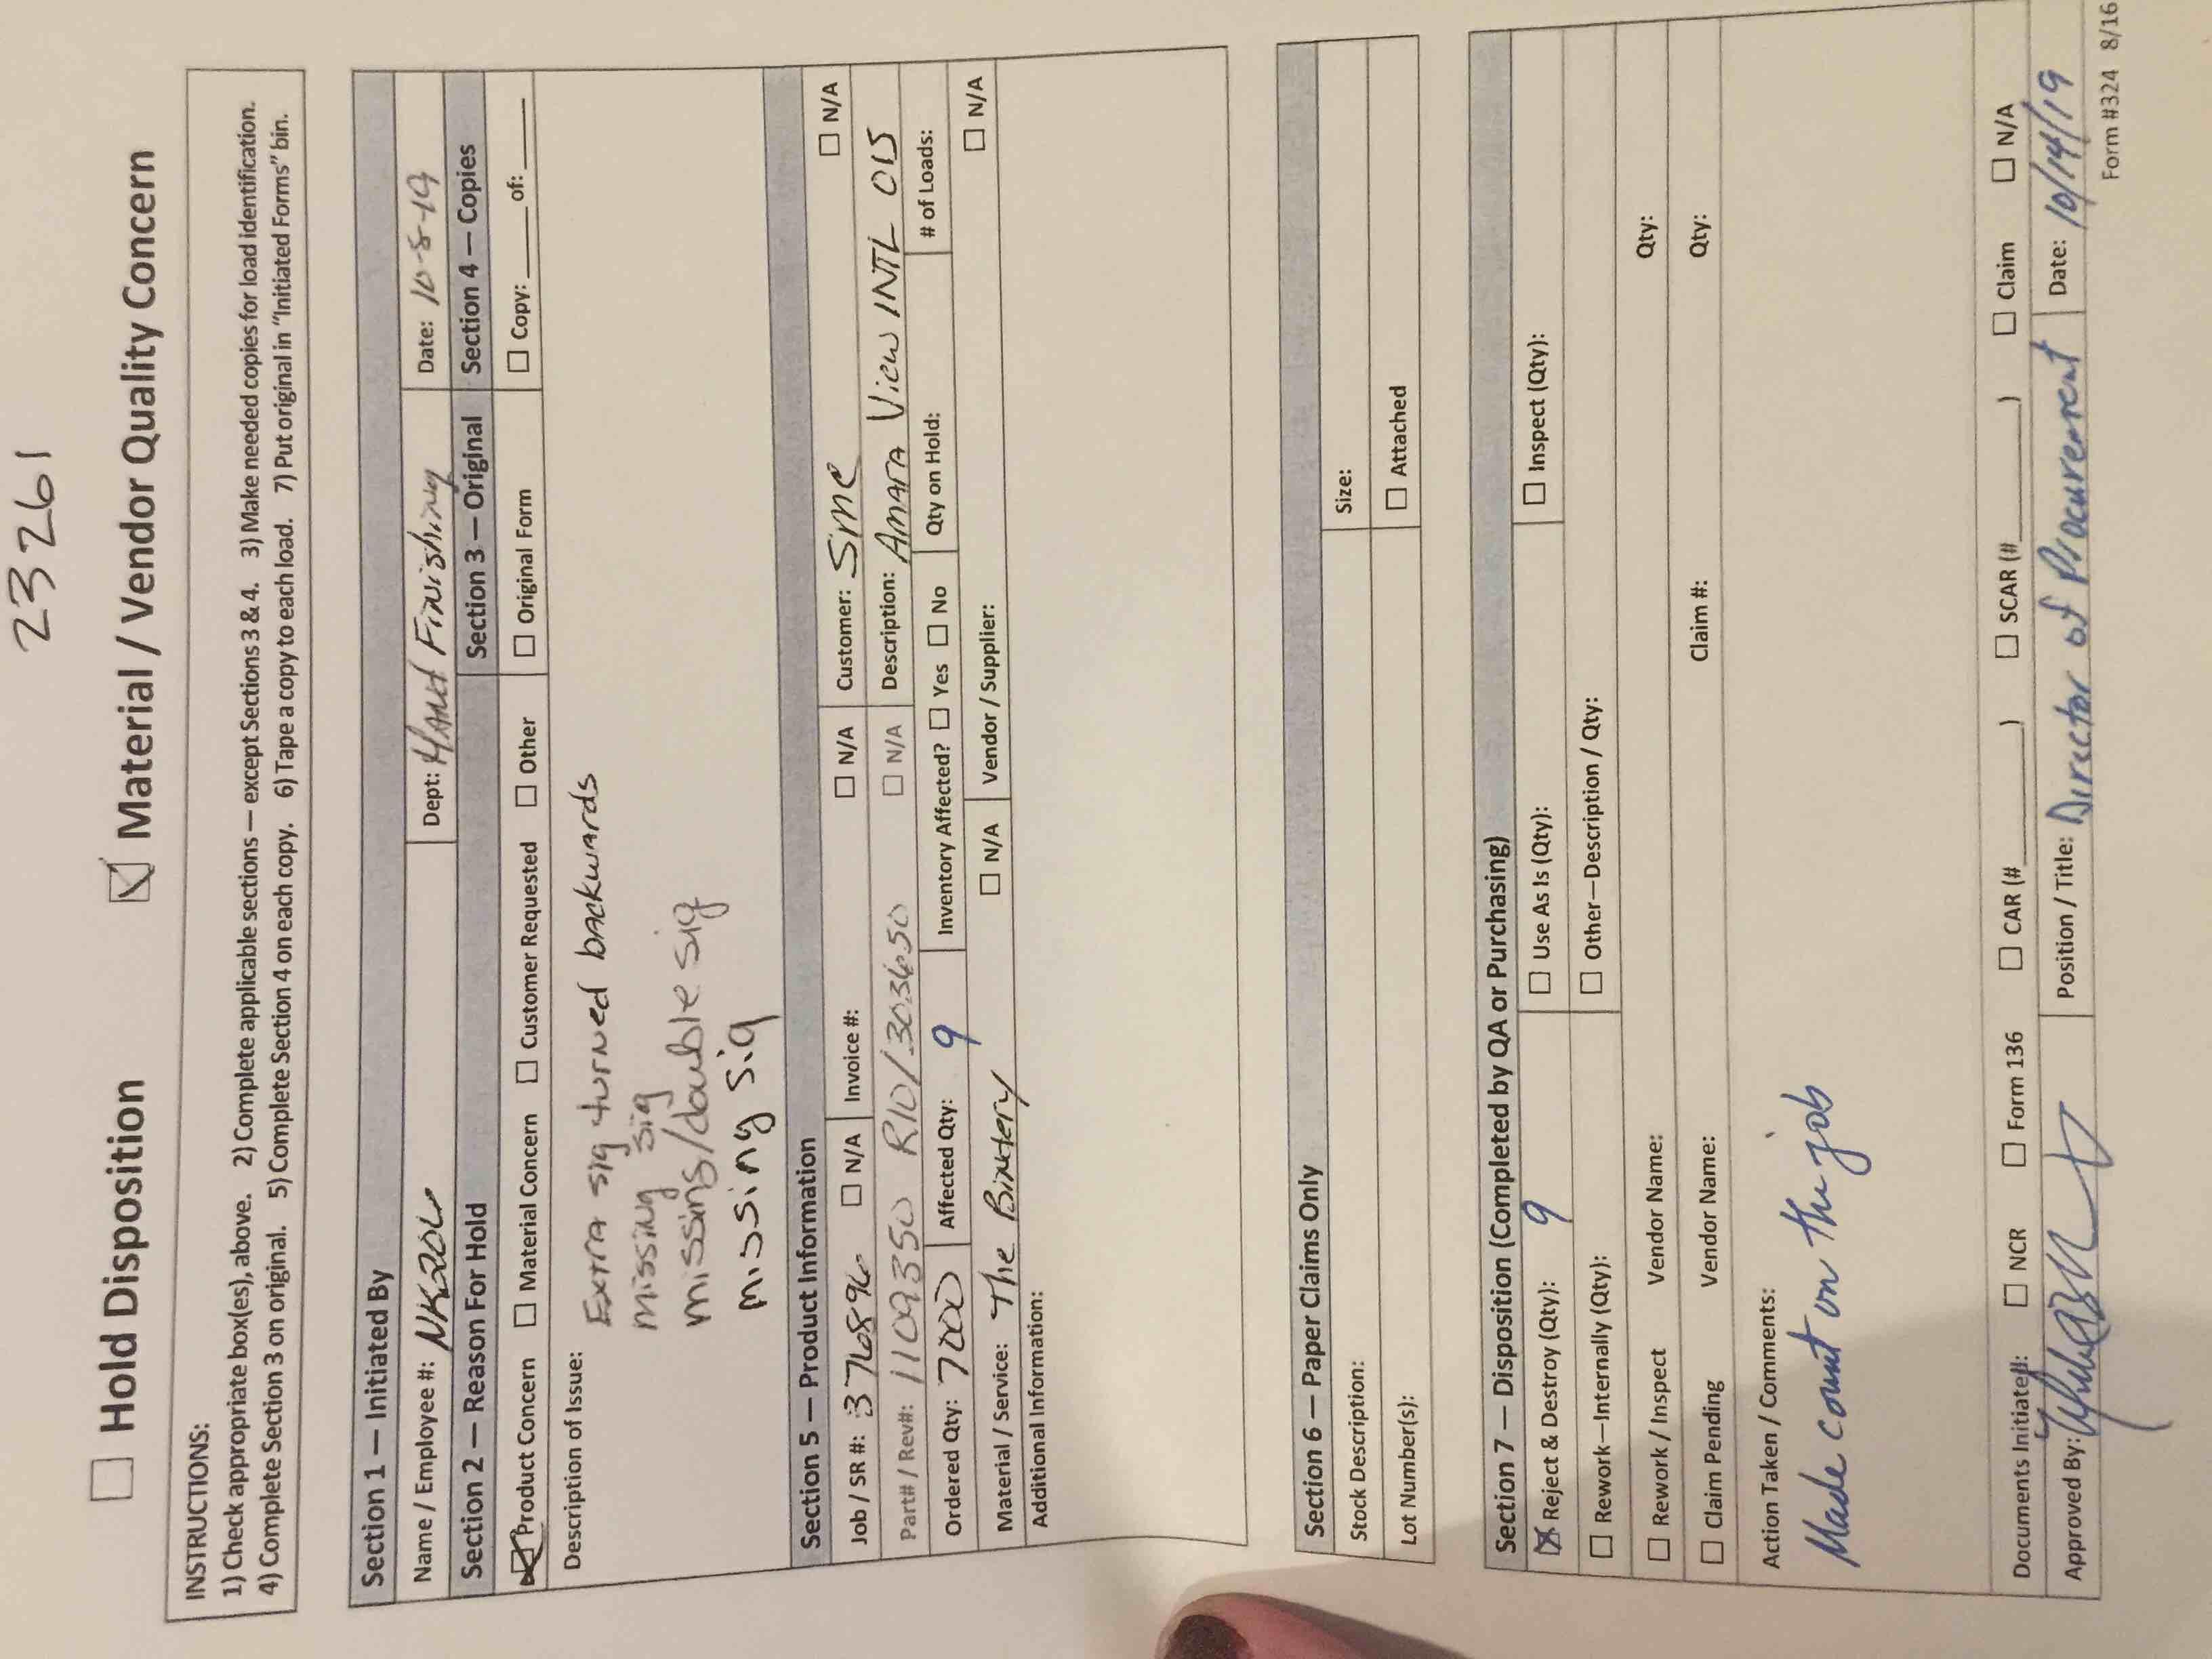 23261
☐ Hold Disposition ☑ Material / Vendor Quality Concern
INSTRUCTIONS:
1) Check appropriate box(es), above. 2) Complete applicable sections — except Sections 3 & 4. 3) Make needed copies for load identification.
4) Complete Section 3 on original. 5) Complete Section 4 on each copy. 6) Tape a copy to each load. 7) Put original in "Initiated Forms" bin.
Section 1 — Initiated By
Name / Employee #: Dept: Hand Finishing Date: 10-8-19
Section 2 — Reason For Hold Section 3 — Original Section 4 — Copies
☑ Product Concern ☐ Material Concern ☐ Customer Requested ☐ Other ☐ Original Form ☐ Copy: ____ of: ____
Description of Issue:
Extra sig turned backwards
missing sig
missing/double sig
missing sig
Section 5 — Product Information
Job / SR #: 376896 ☐ N/A Invoice #: ☐ N/A Customer: Sme ☐ N/A
Part# / Rev#: 1109350 R10/303650 ☐ N/A Description: Amara View INTL OIS
Ordered Qty: 7000 Affected Qty: 9 Inventory Affected? ☐ Yes ☐ No Qty on Hold: # of Loads:
Material / Service: The Bindery ☐ N/A Vendor / Supplier: ☐ N/A
Additional Information:
Section 6 — Paper Claims Only
Stock Description: Size:
Lot Number(s): ☐ Attached
Section 7 — Disposition (Completed by QA or Purchasing)
☒ Reject & Destroy (Qty): 9 ☐ Use As Is (Qty): ☐ Inspect (Qty):
☐ Rework—Internally (Qty): ☐ Other—Description / Qty:
☐ Rework / Inspect Vendor Name: Qty:
☐ Claim Pending Vendor Name: Claim #: Qty:
Action Taken / Comments:
Made count on the job
Documents Initiated: ☐ NCR ☐ Form 136 ☐ CAR (#______) ☐ SCAR (#______) ☐ Claim ☐ N/A
Approved By: Position / Title: Director of Procurement Date: 10/14/19
Form #324 8/16